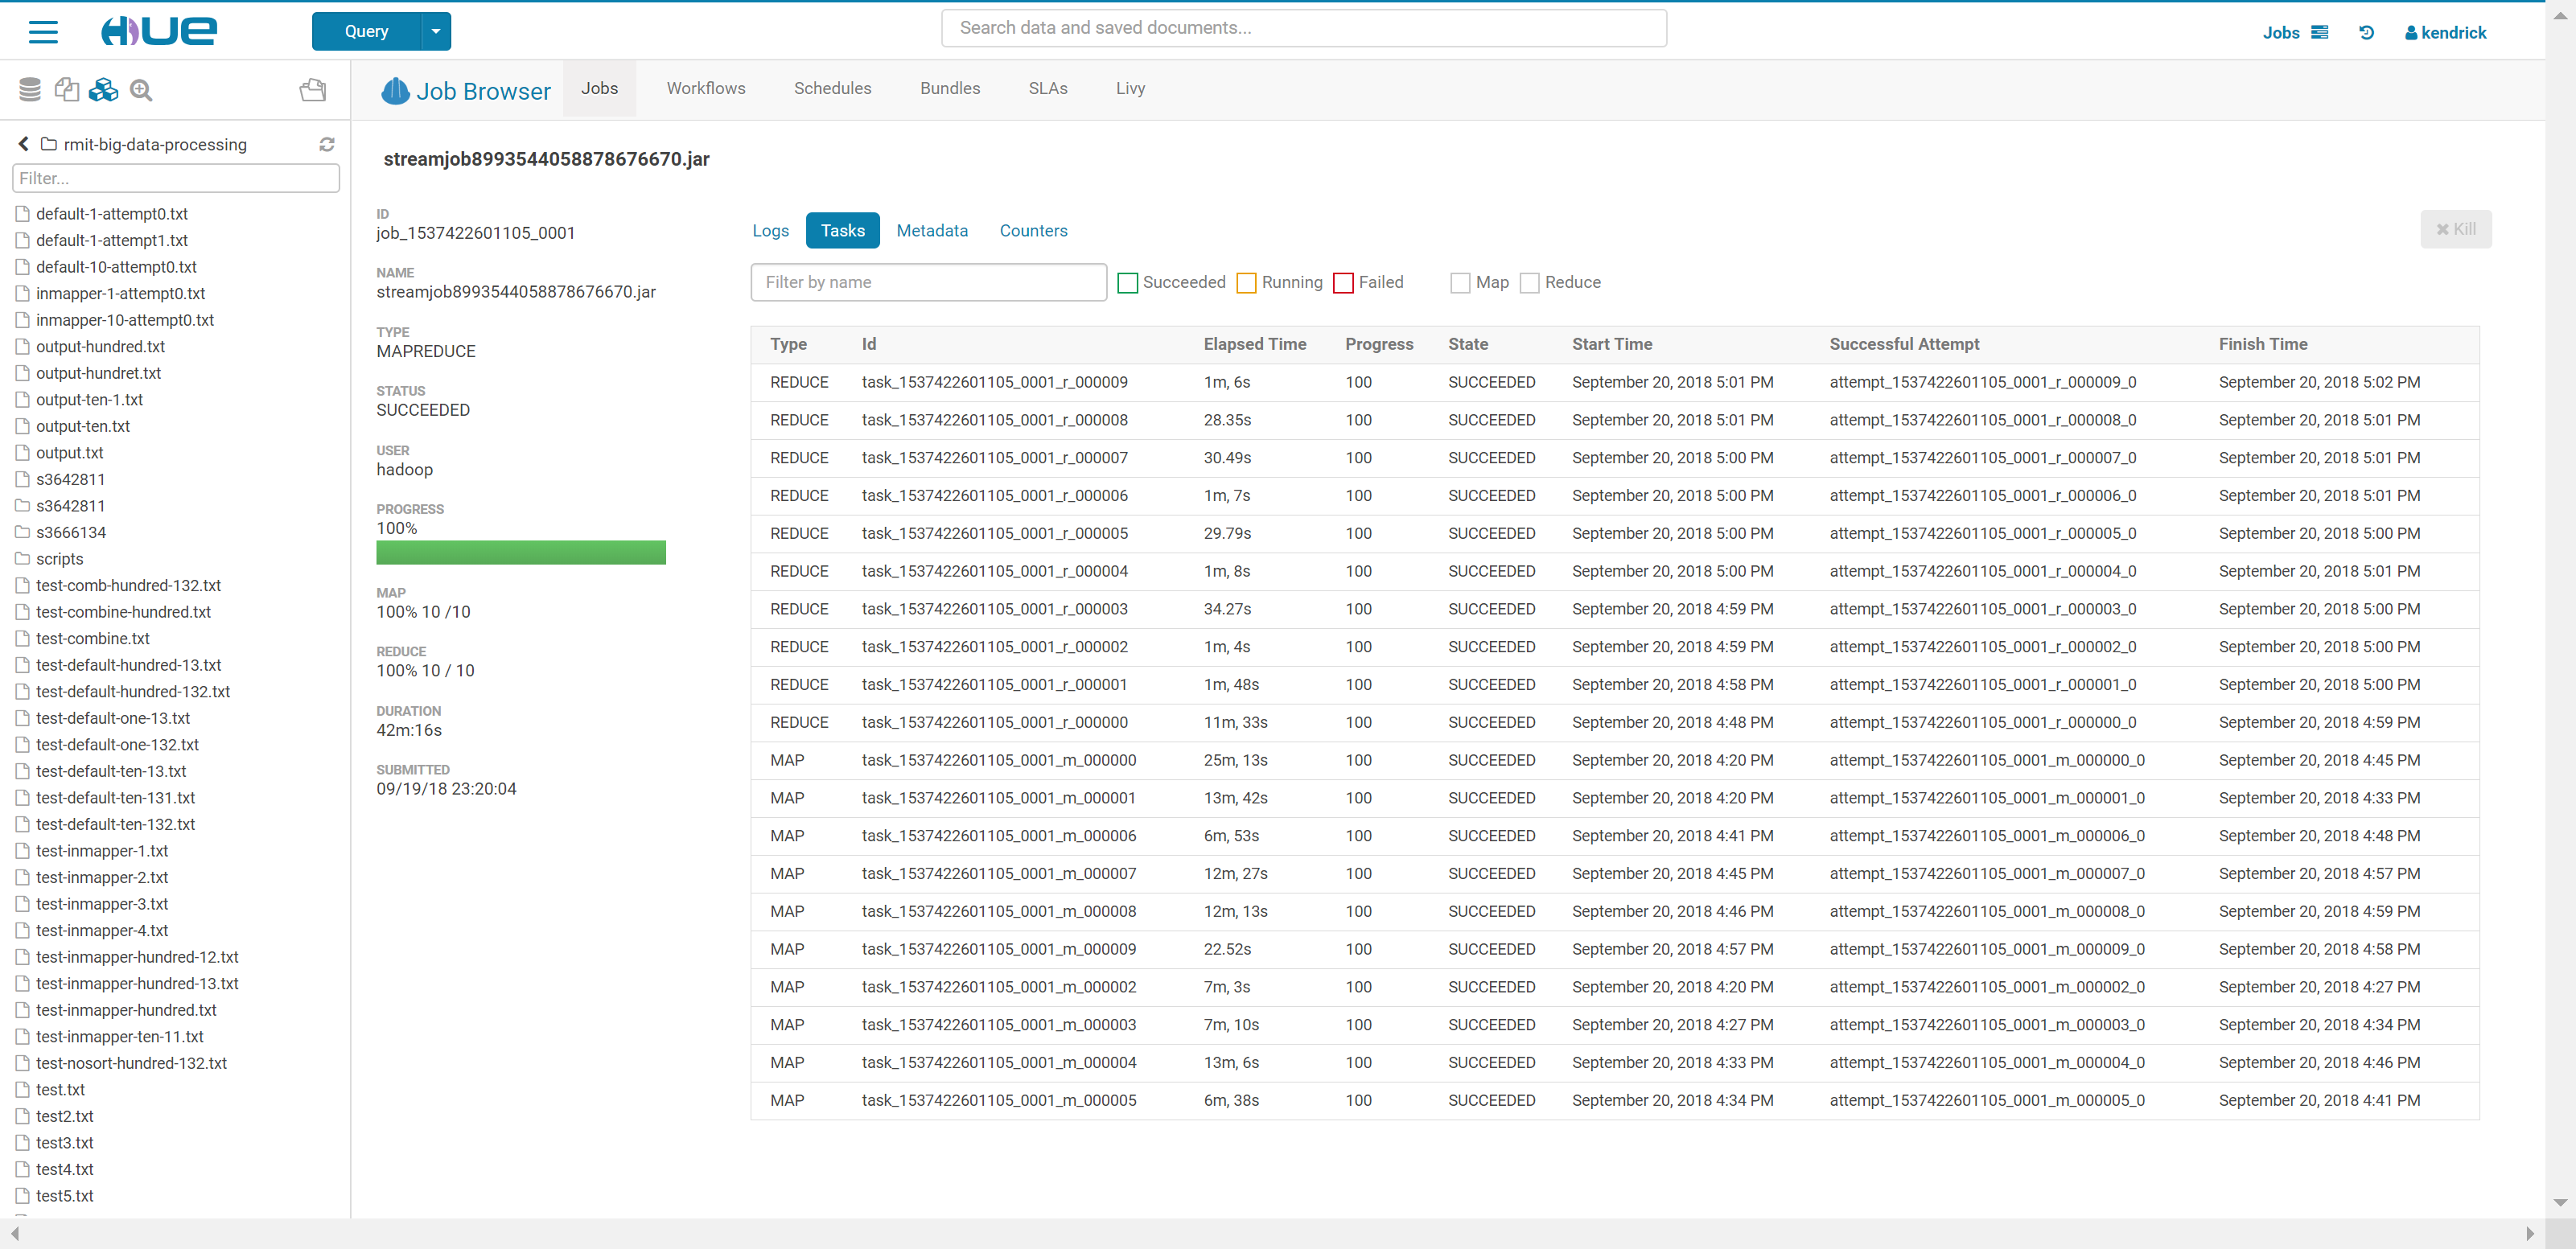 HUE
Query
Search data and saved documents...
Jobs
kendrick
Job Browser
Jobs
Workflows
Schedules
Bundles
SLAs
Livy
rmit-big-data-processing
Filter...
default-1-attempt0.txt
default-1-attempt1.txt
default-10-attempt0.txt
inmapper-1-attempt0.txt
inmapper-10-attempt0.txt
output-hundred.txt
output-hundret.txt
output-ten-1.txt
output-ten.txt
output.txt
s3642811
s3642811
s3666134
scripts
test-comb-hundred-132.txt
test-combine-hundred.txt
test-combine.txt
test-default-hundred-13.txt
test-default-hundred-132.txt
test-default-one-13.txt
test-default-one-132.txt
test-default-ten-13.txt
test-default-ten-131.txt
test-default-ten-132.txt
test-inmapper-1.txt
test-inmapper-2.txt
test-inmapper-3.txt
test-inmapper-4.txt
test-inmapper-hundred-12.txt
test-inmapper-hundred-13.txt
test-inmapper-hundred.txt
test-inmapper-ten-11.txt
test-nosort-hundred-132.txt
test.txt
test2.txt
test3.txt
test4.txt
test5.txt
streamjob8993544058878676670.jar
ID
job_1537422601105_0001
NAME
streamjob8993544058878676670.jar
TYPE
MAPREDUCE
STATUS
SUCCEEDED
USER
hadoop
PROGRESS
100%
MAP
100% 10 /10
REDUCE
100% 10 / 10
DURATION
42m:16s
SUBMITTED
09/19/18 23:20:04
Logs Tasks Metadata Counters
Kill
Filter by name Succeeded Running Failed Map Reduce
Type Id Elapsed Time Progress State Start Time Successful Attempt Finish Time
REDUCE task_1537422601105_0001_r_000009 1m, 6s 100 SUCCEEDED September 20, 2018 5:01 PM attempt_1537422601105_0001_r_000009_0 September 20, 2018 5:02 PM
REDUCE task_1537422601105_0001_r_000008 28.35s 100 SUCCEEDED September 20, 2018 5:01 PM attempt_1537422601105_0001_r_000008_0 September 20, 2018 5:01 PM
REDUCE task_1537422601105_0001_r_000007 30.49s 100 SUCCEEDED September 20, 2018 5:00 PM attempt_1537422601105_0001_r_000007_0 September 20, 2018 5:01 PM
REDUCE task_1537422601105_0001_r_000006 1m, 7s 100 SUCCEEDED September 20, 2018 5:00 PM attempt_1537422601105_0001_r_000006_0 September 20, 2018 5:01 PM
REDUCE task_1537422601105_0001_r_000005 29.79s 100 SUCCEEDED September 20, 2018 5:00 PM attempt_1537422601105_0001_r_000005_0 September 20, 2018 5:00 PM
REDUCE task_1537422601105_0001_r_000004 1m, 8s 100 SUCCEEDED September 20, 2018 5:00 PM attempt_1537422601105_0001_r_000004_0 September 20, 2018 5:01 PM
REDUCE task_1537422601105_0001_r_000003 34.27s 100 SUCCEEDED September 20, 2018 4:59 PM attempt_1537422601105_0001_r_000003_0 September 20, 2018 5:00 PM
REDUCE task_1537422601105_0001_r_000002 1m, 4s 100 SUCCEEDED September 20, 2018 4:59 PM attempt_1537422601105_0001_r_000002_0 September 20, 2018 5:00 PM
REDUCE task_1537422601105_0001_r_000001 1m, 48s 100 SUCCEEDED September 20, 2018 4:58 PM attempt_1537422601105_0001_r_000001_0 September 20, 2018 5:00 PM
REDUCE task_1537422601105_0001_r_000000 11m, 33s 100 SUCCEEDED September 20, 2018 4:48 PM attempt_1537422601105_0001_r_000000_0 September 20, 2018 4:59 PM
MAP task_1537422601105_0001_m_000000 25m, 13s 100 SUCCEEDED September 20, 2018 4:20 PM attempt_1537422601105_0001_m_000000_0 September 20, 2018 4:45 PM
MAP task_1537422601105_0001_m_000001 13m, 42s 100 SUCCEEDED September 20, 2018 4:20 PM attempt_1537422601105_0001_m_000001_0 September 20, 2018 4:33 PM
MAP task_1537422601105_0001_m_000006 6m, 53s 100 SUCCEEDED September 20, 2018 4:41 PM attempt_1537422601105_0001_m_000006_0 September 20, 2018 4:48 PM
MAP task_1537422601105_0001_m_000007 12m, 27s 100 SUCCEEDED September 20, 2018 4:45 PM attempt_1537422601105_0001_m_000007_0 September 20, 2018 4:57 PM
MAP task_1537422601105_0001_m_000008 12m, 13s 100 SUCCEEDED September 20, 2018 4:46 PM attempt_1537422601105_0001_m_000008_0 September 20, 2018 4:59 PM
MAP task_1537422601105_0001_m_000009 22.52s 100 SUCCEEDED September 20, 2018 4:57 PM attempt_1537422601105_0001_m_000009_0 September 20, 2018 4:58 PM
MAP task_1537422601105_0001_m_000002 7m, 3s 100 SUCCEEDED September 20, 2018 4:20 PM attempt_1537422601105_0001_m_000002_0 September 20, 2018 4:27 PM
MAP task_1537422601105_0001_m_000003 7m, 10s 100 SUCCEEDED September 20, 2018 4:27 PM attempt_1537422601105_0001_m_000003_0 September 20, 2018 4:34 PM
MAP task_1537422601105_0001_m_000004 13m, 6s 100 SUCCEEDED September 20, 2018 4:33 PM attempt_1537422601105_0001_m_000004_0 September 20, 2018 4:46 PM
MAP task_1537422601105_0001_m_000005 6m, 38s 100 SUCCEEDED September 20, 2018 4:34 PM attempt_1537422601105_0001_m_000005_0 September 20, 2018 4:41 PM